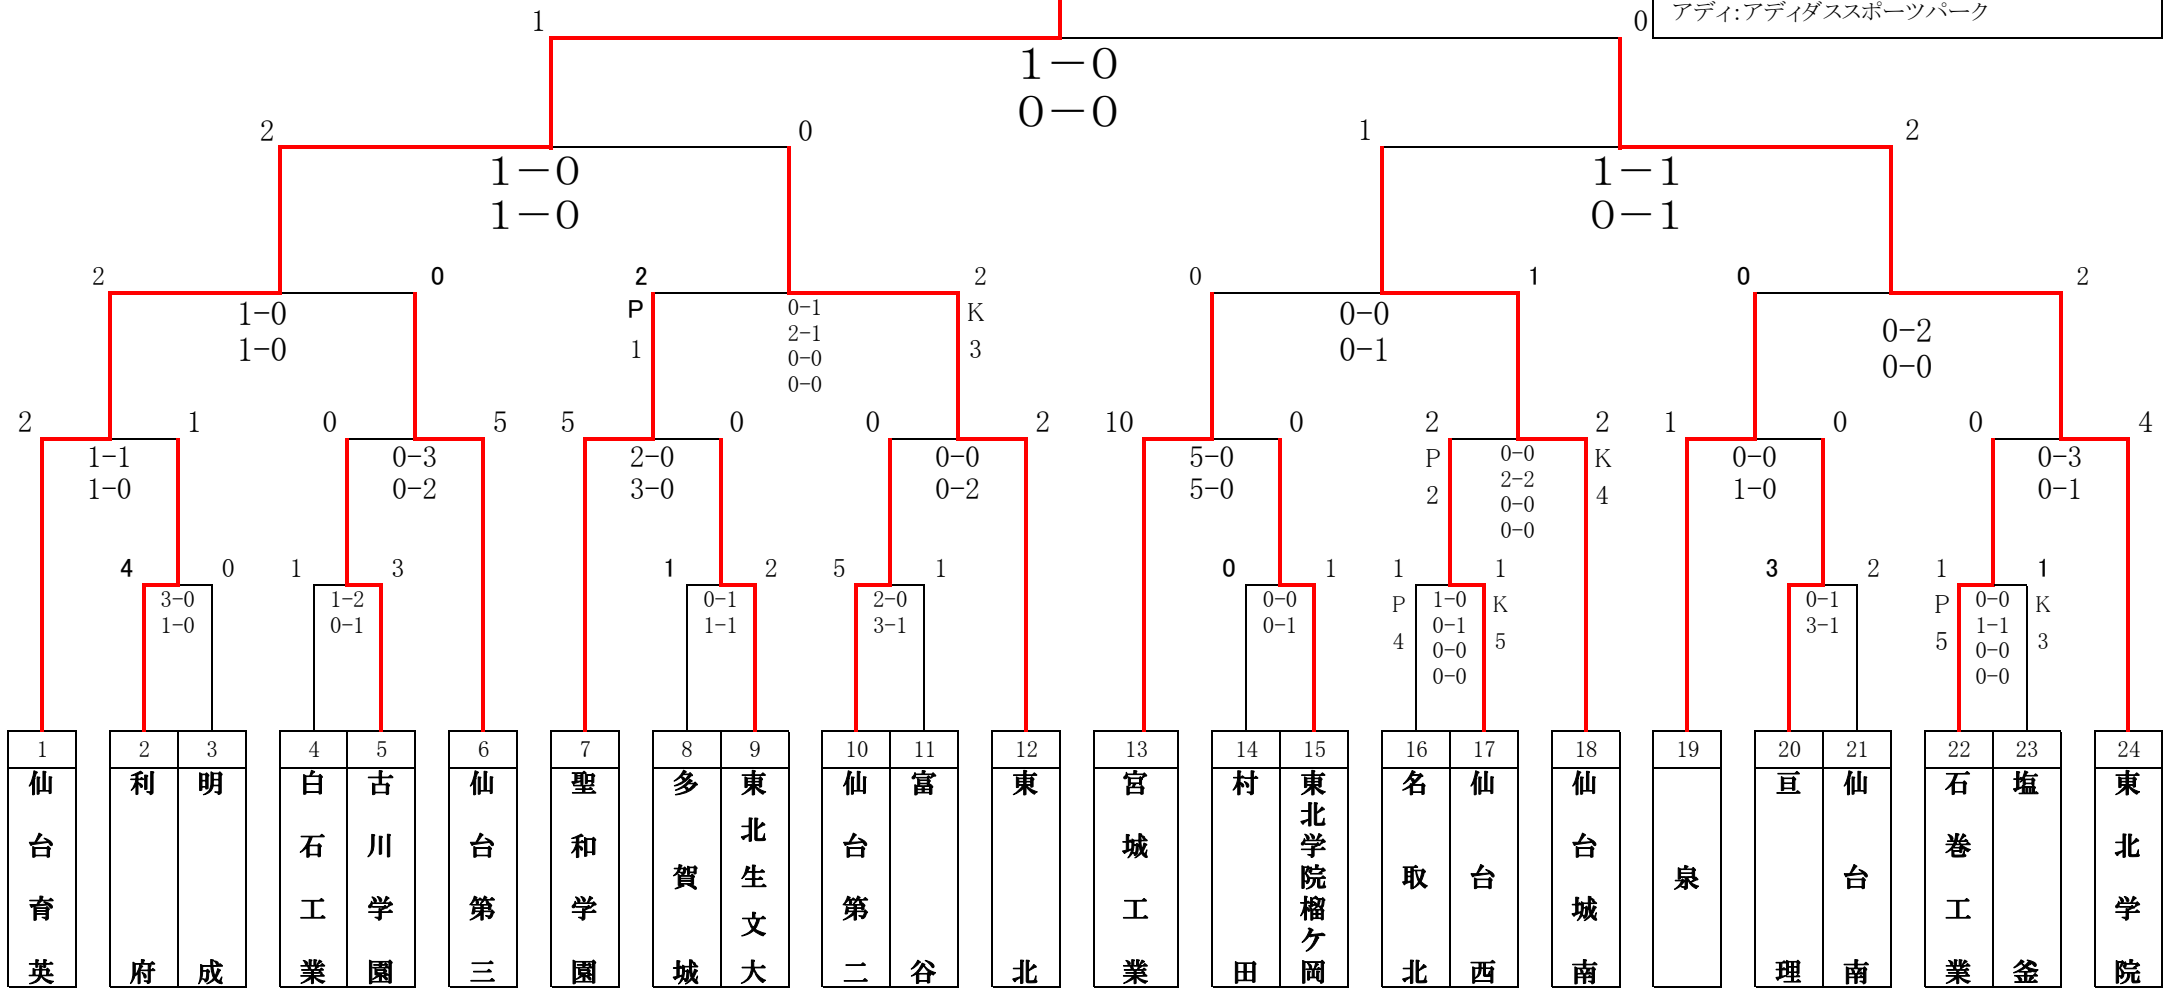 アディ:アディダススポーツパーク
1 0
1-0
0-0
2 0 1 2
1-0 1-1
1-0 0-1
2 0 2 2 0 1 0 2
1-0 P 0-1 K 0-0 0-2
1-0 1 2-1 3 0-1 0-0
0-0
0-0
2 1 0 5 5 0 0 2 10 0 2 2 1 0 0 4
1-1 0-3 2-0 0-0 5-0 P 0-0 K 0-0 0-3
1-0 0-2 3-0 0-2 5-0 2 2-2 4 1-0 0-1
0-0
0-0
4 0 1 3 1 2 5 1 0 1 1 1 3 2 1 1
3-0 1-2 0-1 2-0 0-0 P 1-0 K 0-1 P 0-0 K
1-0 0-1 1-1 3-1 0-1 4 0-1 5 3-1 5 1-1 3
0-0 0-0
0-0 0-0
1 2 3 4 5 6 7 8 9 10 11 12 13 14 15 16 17 18 19 20 21 22 23 24
仙台育英
利府
明成
白石工業
古川学園
仙台第三
聖和学園
多賀城
東北生文大
仙台第二
富谷
東北
宮城工業
村田
東北学院榴ケ岡
名取北
仙台西
仙台城南
泉
亘理
仙台南
石巻工業
塩釜
東北学院